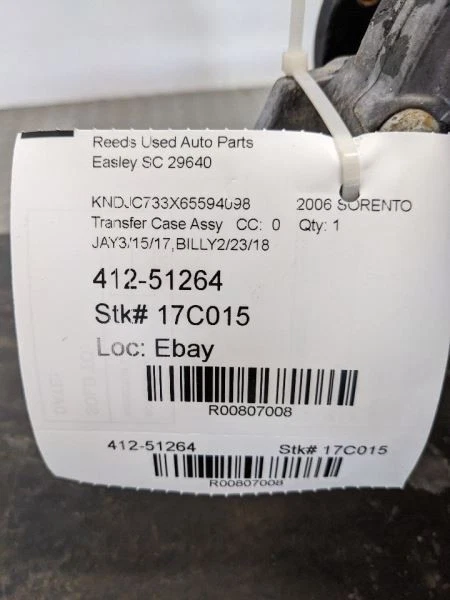 Reeds Used Auto Parts
Easley SC 29640
KNDJC733X65594098 2006 SORENTO
Transfer Case Assy CC: 0 Qty: 1
JAY3/15/17,BILLY2/23/18
412-51264
Stk# 17C015
Loc: Ebay
R00807008
412-51264 Stk# 17C015
R00807008